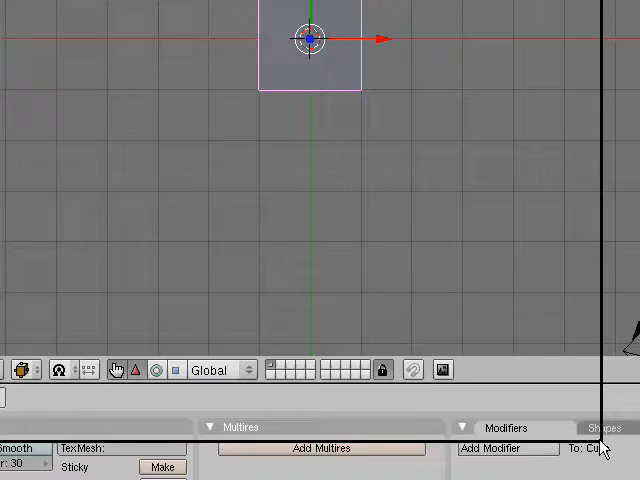 Global
Multires
Modifiers
Shapes
Smooth
TexMesh:
Add Multires
Add Modifier
To: Cu
r: 30
Sticky
Make